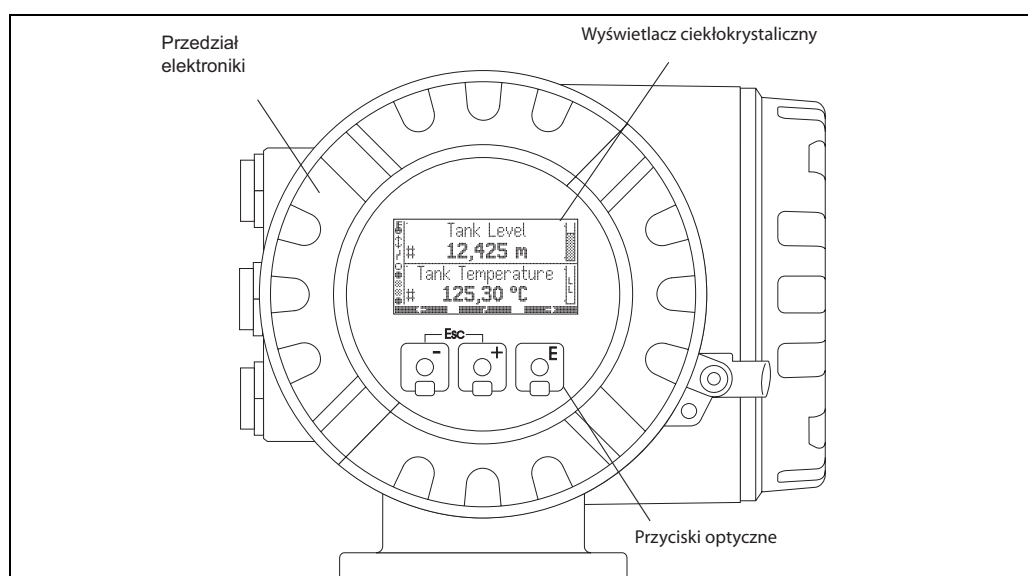 Przedział
elektroniki
Wyświetlacz ciekłokrystaliczny
Tank Level
# 12,425 m
Tank Temperature
# 125,30 °C
Esc
- + E
Przyciski optyczne